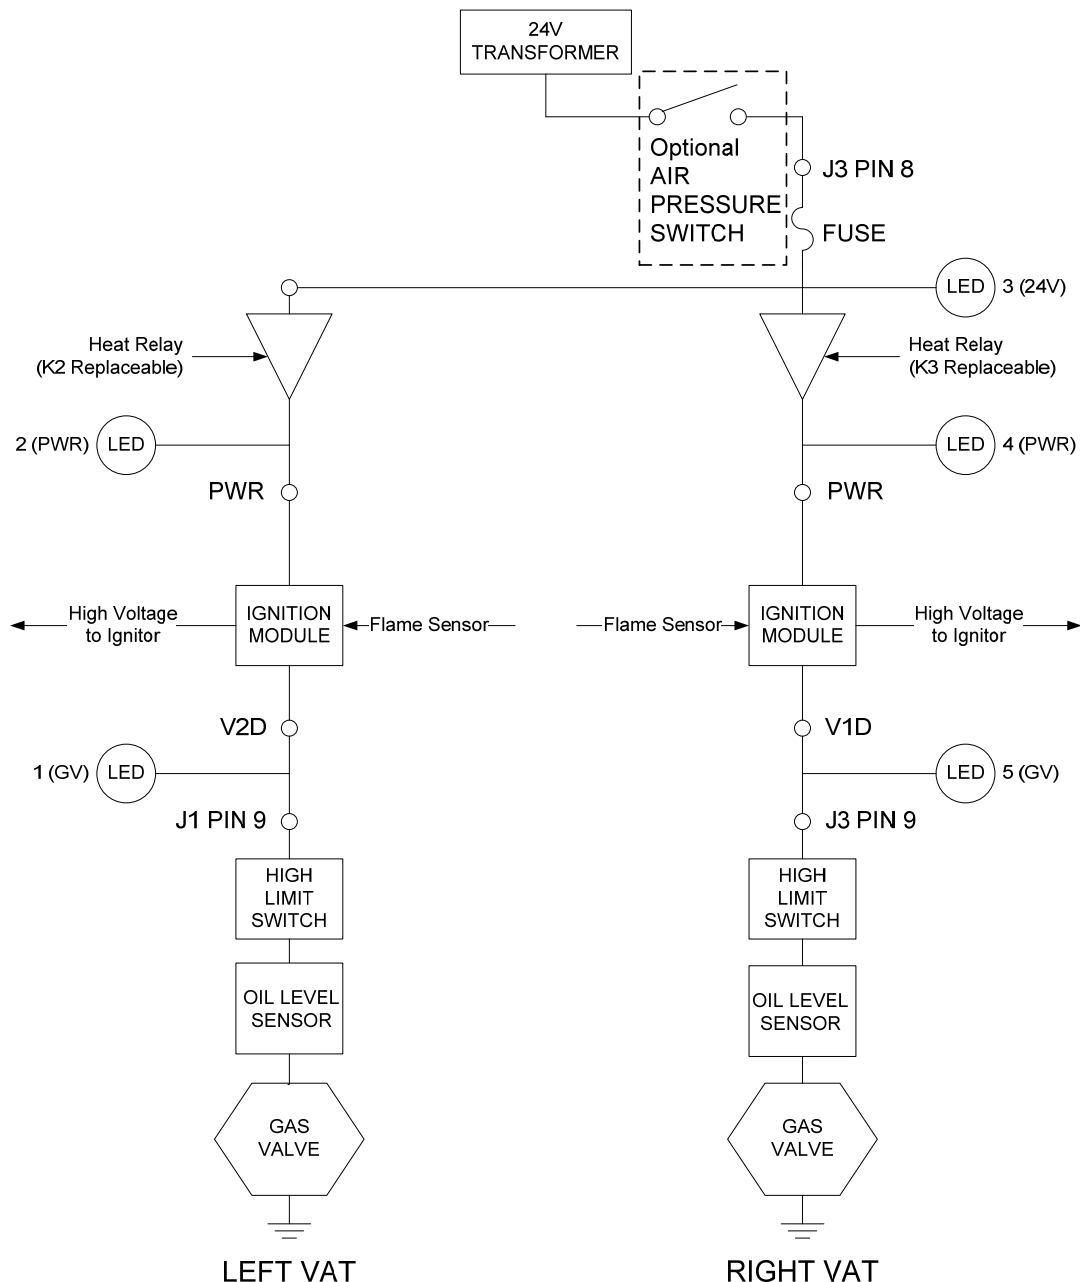 24V
TRANSFORMER
Optional
AIR
PRESSURE
SWITCH
J3 PIN 8
FUSE
LED
3 (24V)
Heat Relay
(K2 Replaceable)
Heat Relay
(K3 Replaceable)
2 (PWR)
LED
LED
4 (PWR)
PWR
PWR
High Voltage
to Ignitor
IGNITION
MODULE
Flame Sensor
Flame Sensor
IGNITION
MODULE
High Voltage
to Ignitor
V2D
V1D
1 (GV)
LED
LED
5 (GV)
J1 PIN 9
J3 PIN 9
HIGH
LIMIT
SWITCH
HIGH
LIMIT
SWITCH
OIL LEVEL
SENSOR
OIL LEVEL
SENSOR
GAS
VALVE
GAS
VALVE
LEFT VAT
RIGHT VAT